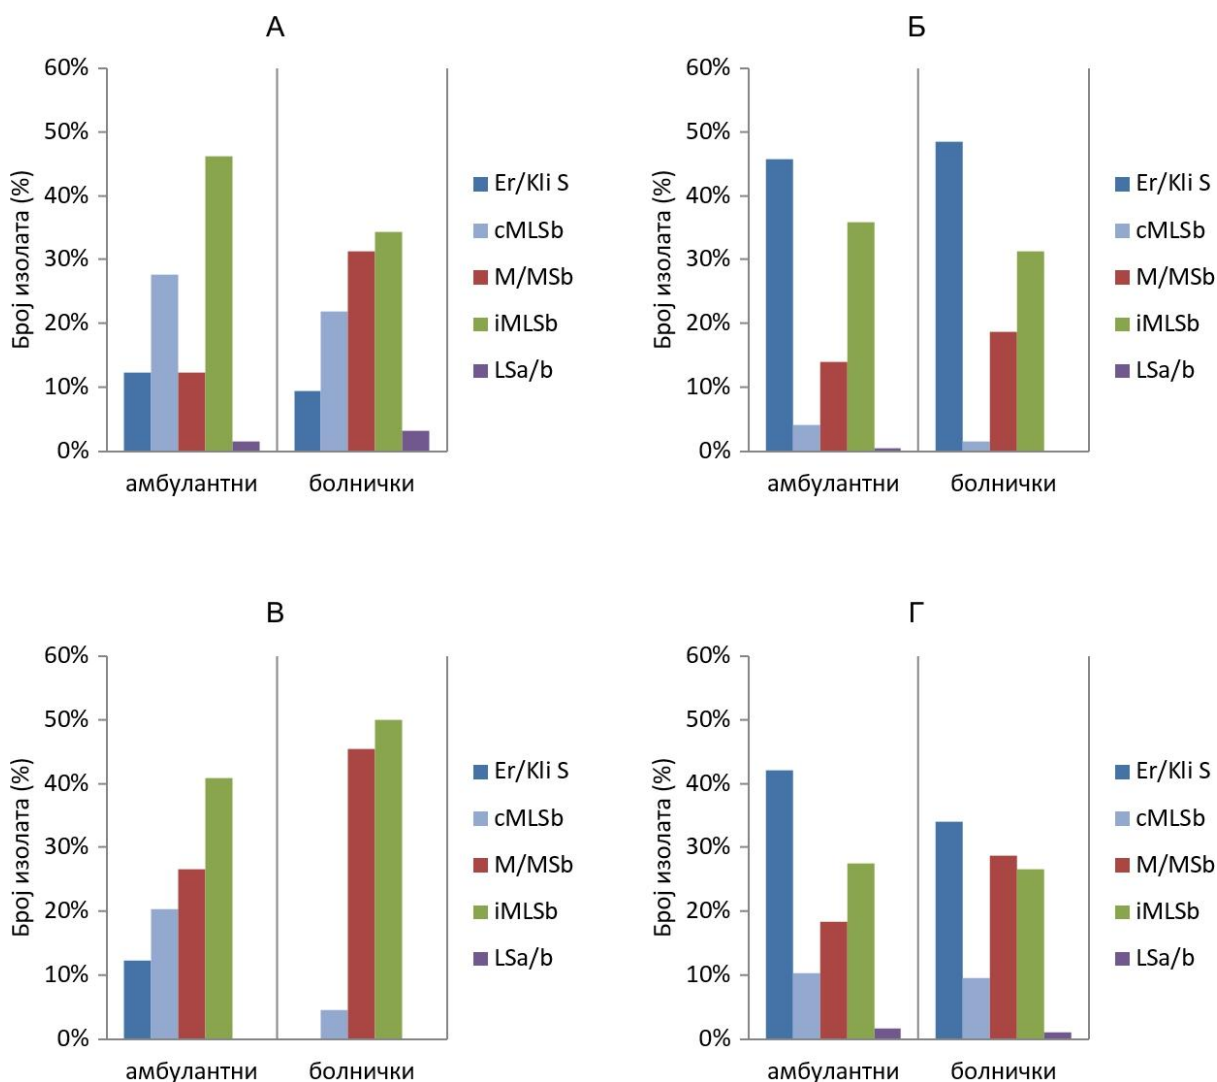 А
60%
50%
40%
30%
20%
10%
0%
Број изолата (%)
амбулантни
болнички
Er/Kli S
cMLSb
M/MSb
iMLSb
LSa/b
Б
60%
50%
40%
30%
20%
10%
0%
Број изолата (%)
амбулантни
болнички
Er/Kli S
cMLSb
M/MSb
iMLSb
LSa/b
В
60%
50%
40%
30%
20%
10%
0%
Број изолата (%)
амбулантни
болнички
Er/Kli S
cMLSb
M/MSb
iMLSb
LSa/b
Г
60%
50%
40%
30%
20%
10%
0%
Број изолата (%)
амбулантни
болнички
Er/Kli S
cMLSb
M/MSb
iMLSb
LSa/b